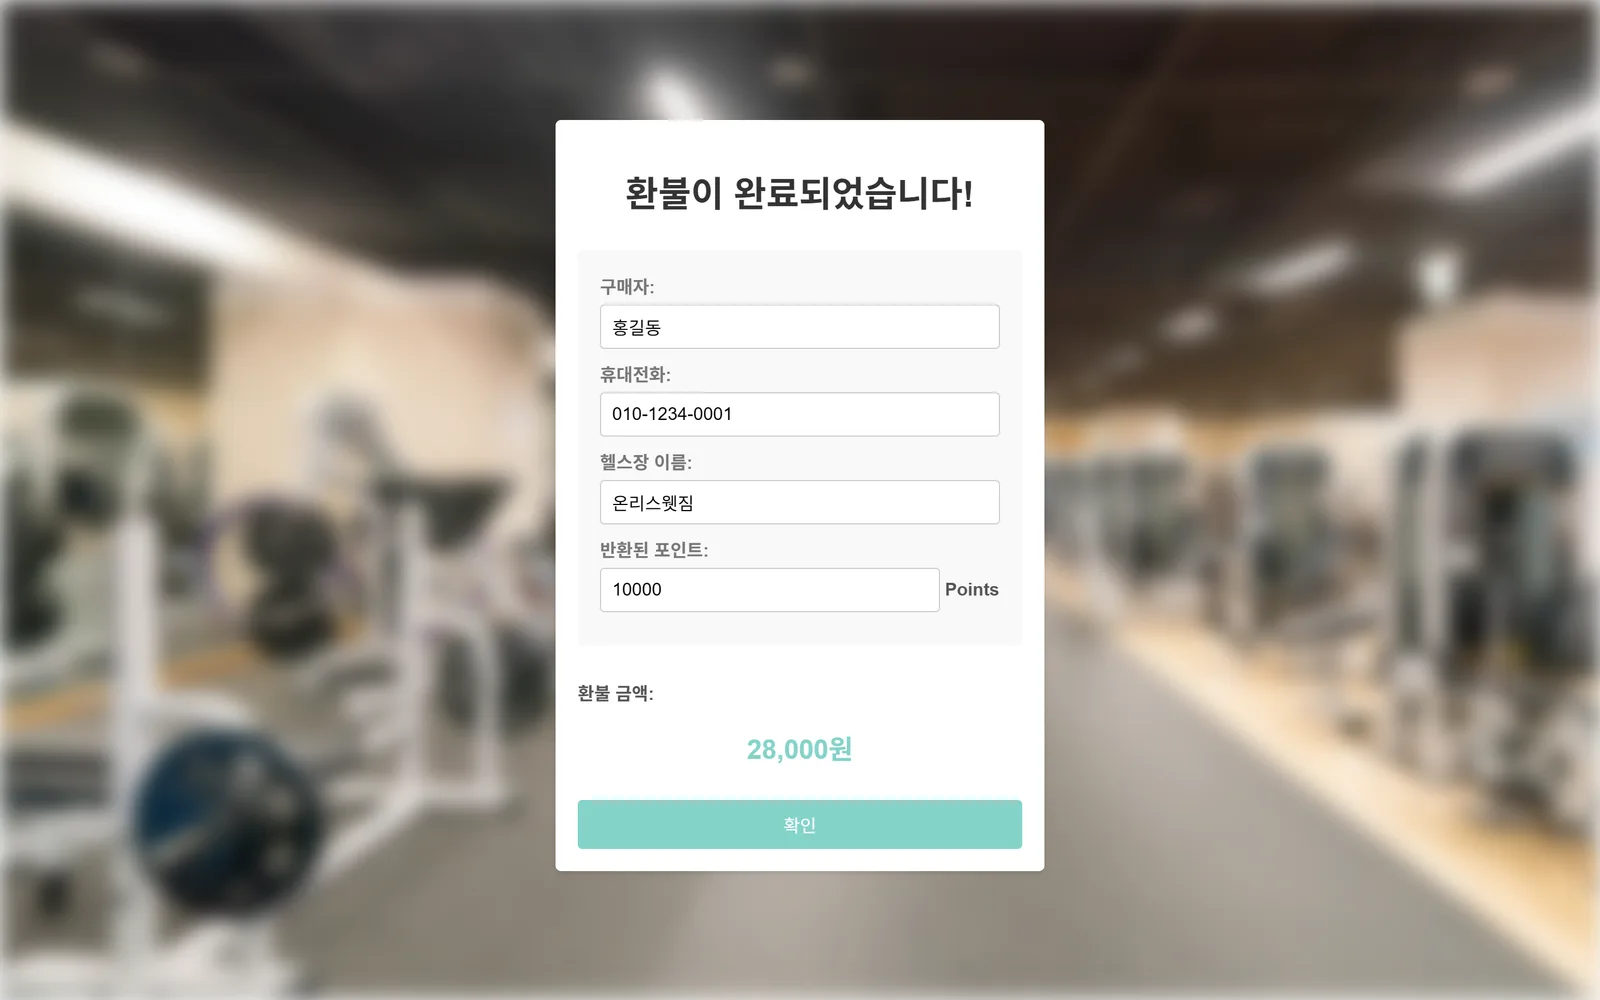 환불이 완료되었습니다!
구매자:
홍길동
휴대전화:
010-1234-0001
헬스장 이름:
온리스웻짐
반환된 포인트:
10000 Points
환불 금액:
28,000원
확인